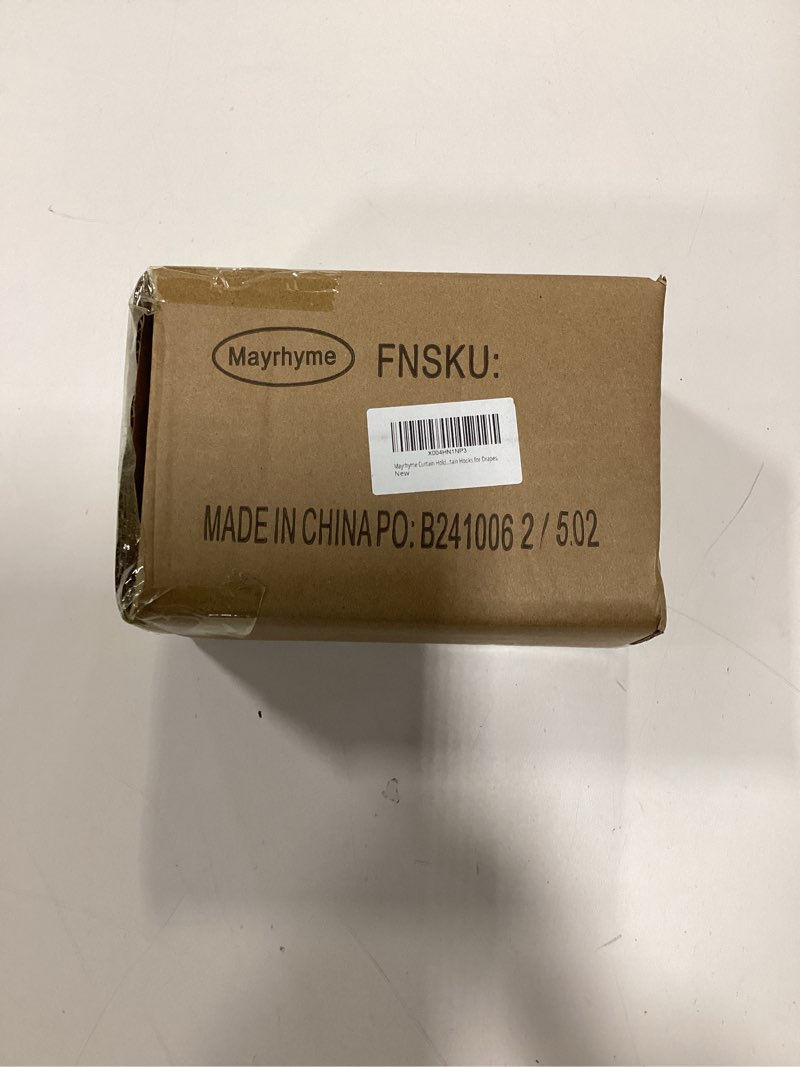 Mayrhyme FNSKU:
X004HN1NP3
Mayrhyme Curtain Hold...tain Hooks for Drapes,
New
MADE IN CHINA PO: B241006 2 / 5.02